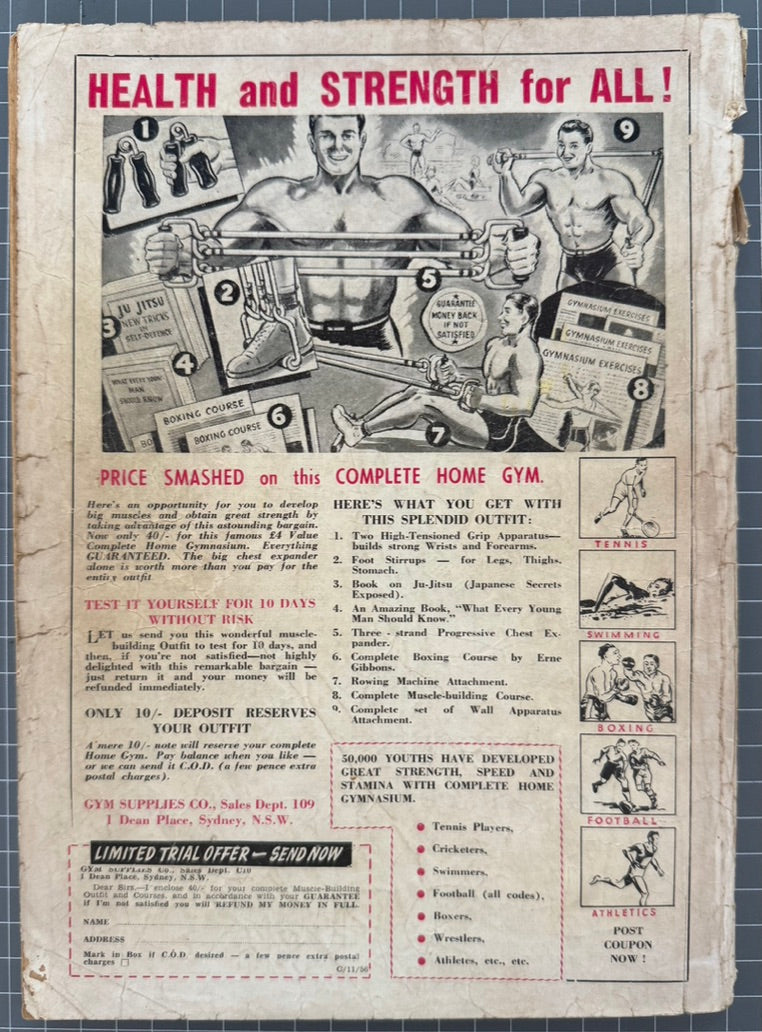 HEALTH and STRENGTH for ALL!
1
9
2
5
GUARANTEE
MONEY BACK
IF NOT
SATISFIED
JU JITSU
NEW TRICKS
IN
SELF-DEFENCE
3
4
WHAT EVERY YOUNG
MAN
SHOULD KNOW
BO
BOXING COURSE
BOXING COURSE
6
7
GYMNASIUM EXERCISES
GYMNASIUM EXERCISES
GYMNASIUM EXERCISES
8
PRICE SMASHED on this COMPLETE HOME GYM.
Here's an opportunity for you to develop
big muscles and obtain great strength by
taking advantage of this astounding bargain.
Now only 40/- for this famous £4 Value
Complete Home Gymnasium. Everything
GUARANTEED. The big chest expander
alone is worth more than you pay for the
entire outfit
TEST IT YOURSELF FOR 10 DAYS
WITHOUT RISK
LET us send you this wonderful muscle-
building Outfit to test for 10 days, and
then, if you're not satisfied—not highly
delighted with this remarkable bargain —
just return it and your money will be
refunded immediately.
ONLY 10/- DEPOSIT RESERVES
YOUR OUTFIT
A mere 10/- note will reserve your complete
Home Gym. Pay balance when you like —
or we can send it C.O.D. (a few pence extra
postal charges).
GYM SUPPLIES CO., Sales Dept. 109
1 Dean Place, Sydney, N.S.W.
LIMITED TRIAL OFFER — SEND NOW
GYM SUPPLIES Co., Sales Dept. C10
1 Dean Place, Sydney, N.S.W.
Dear Sirs,—I enclose 40/- for your complete Muscle-Building
Outfit and Courses, and in accordance with your GUARANTEE
if I'm not satisfied you will REFUND MY MONEY IN FULL.
NAME
ADDRESS
Mark in Box if C.O.D desired — a few pence extra postal
charges
C/11/56
HERE'S WHAT YOU GET WITH
THIS SPLENDID OUTFIT:
1. Two High-Tensioned Grip Apparatus—
builds strong Wrists and Forearms.
2. Foot Stirrups — for Legs, Thighs.
Stomach.
3. Book on Ju-Jitsu (Japanese Secrets
Exposed).
4. An Amazing Book, "What Every Young
Man Should Know."
5. Three-strand Progressive Chest Ex-
pander.
6. Complete Boxing Course by Erne
Gibbons.
7. Rowing Machine Attachment.
8. Complete Muscle-building Course.
9. Complete set of Wall Apparatus
Attachment.
50,000 YOUTHS HAVE DEVELOPED
GREAT STRENGTH, SPEED AND
STAMINA WITH COMPLETE HOME
GYMNASIUM.
Tennis Players,
Cricketers,
Swimmers,
Football (all codes),
Boxers,
Wrestlers,
Athletes, etc., etc.
TENNIS
SWIMMING
BOXING
FOOTBALL
ATHLETICS
POST
COUPON
NOW!